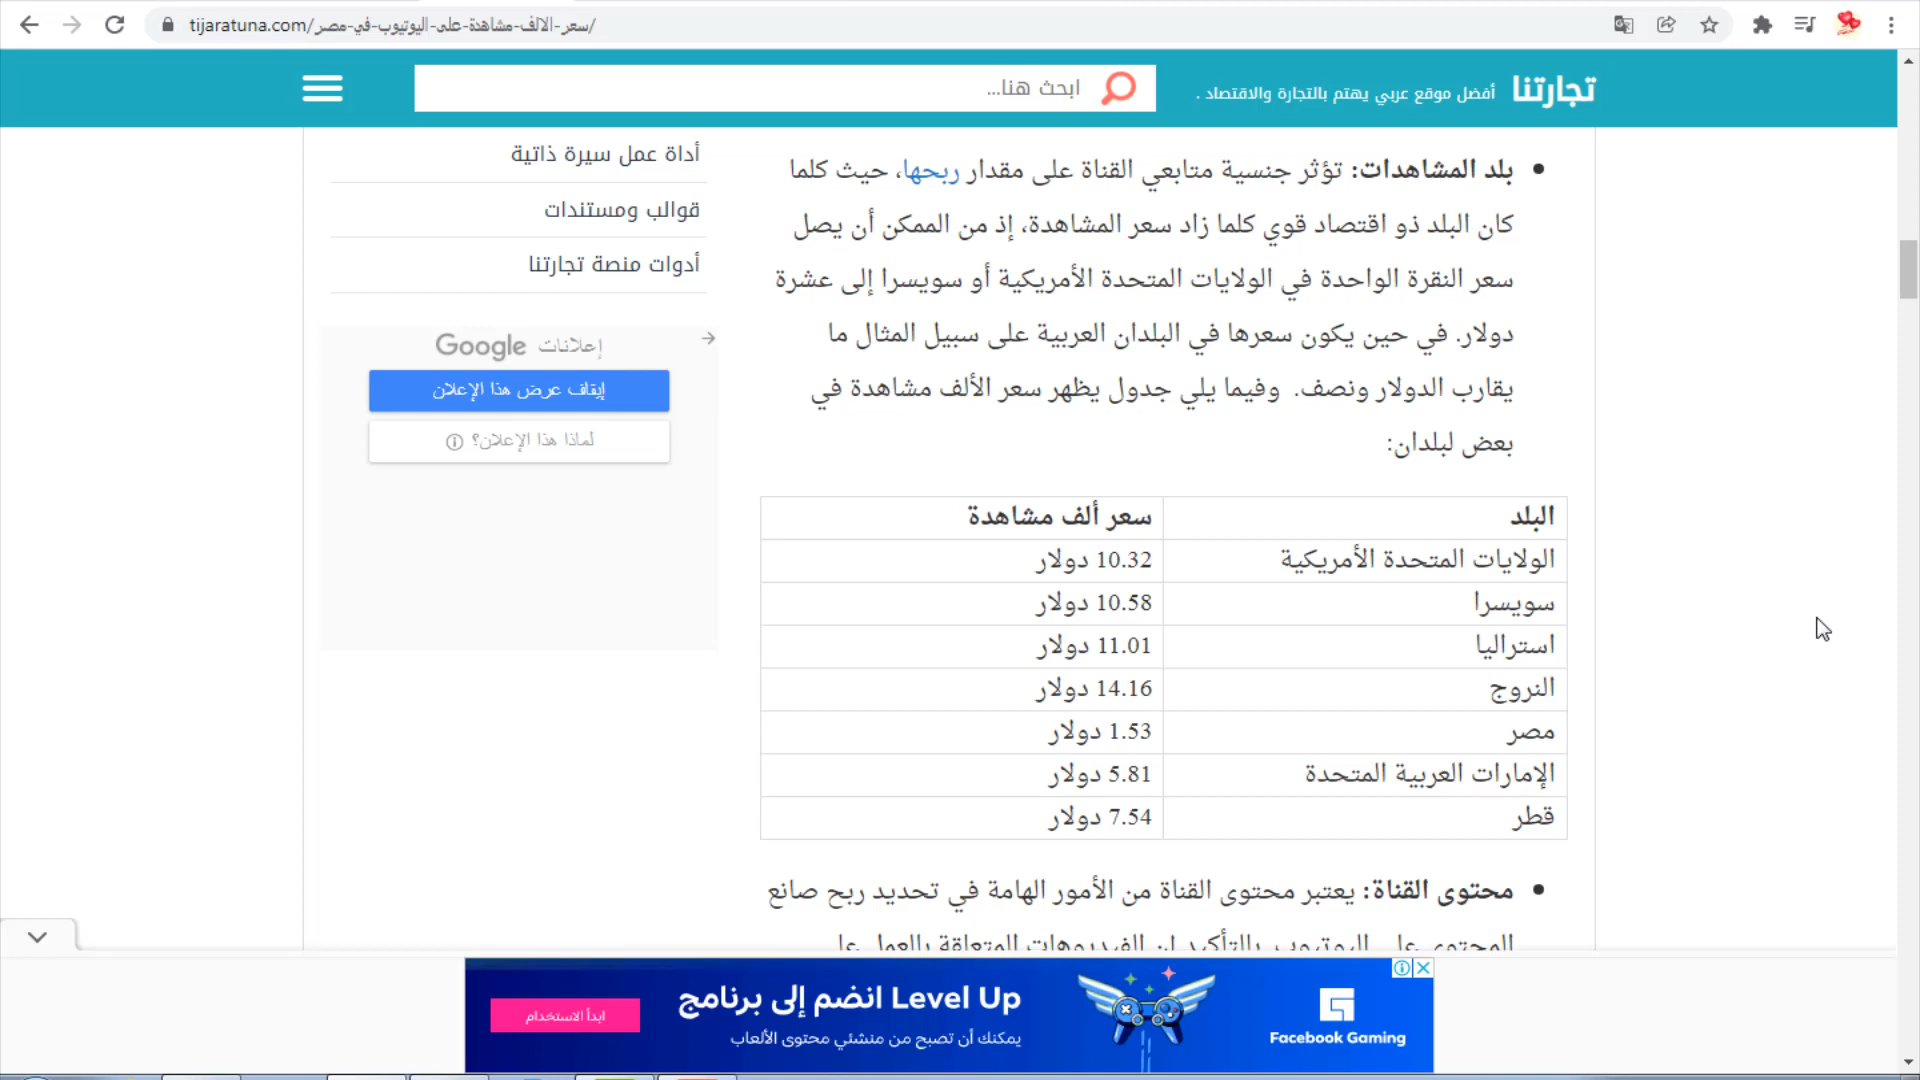 tijaratuna.com/سعر-الالف-مشاهدة-على-اليوتيوب-في-مصر/
تجارتنا
أفضل موقع عربي يهتم بالتجارة والاقتصاد .
ابحث هنا...
أداة عمل سيرة ذاتية
قوالب ومستندات
أدوات منصة تجارتنا
إعلانات Google
إيقاف عرض هذا الإعلان
لماذا هذا الإعلان؟
بلد المشاهدات: تؤثر جنسية متابعي القناة على مقدار ربحها، حيث كلما
كان البلد ذو اقتصاد قوي كلما زاد سعر المشاهدة، إذ من الممكن أن يصل
سعر النقرة الواحدة في الولايات المتحدة الأمريكية أو سويسرا إلى عشرة
دولار. في حين يكون سعرها في البلدان العربية على سبيل المثال ما
يقارب الدولار ونصف. وفيما يلي جدول يظهر سعر الألف مشاهدة في
بعض لبلدان:
البلد سعر ألف مشاهدة
الولايات المتحدة الأمريكية 10.32 دولار
سويسرا 10.58 دولار
استراليا 11.01 دولار
النروج 14.16 دولار
مصر 1.53 دولار
الإمارات العربية المتحدة 5.81 دولار
قطر 7.54 دولار
محتوى القناة: يعتبر محتوى القناة من الأمور الهامة في تحديد ربح صانع
المحتوى على اليوتيوب بالتأكيد إن الفيديوهات المتعلقة بالعمل
انضم إلى برنامج Level Up
يمكنك أن تصبح من منشئي محتوى الألعاب
ابدأ الاستخدام
Facebook Gaming